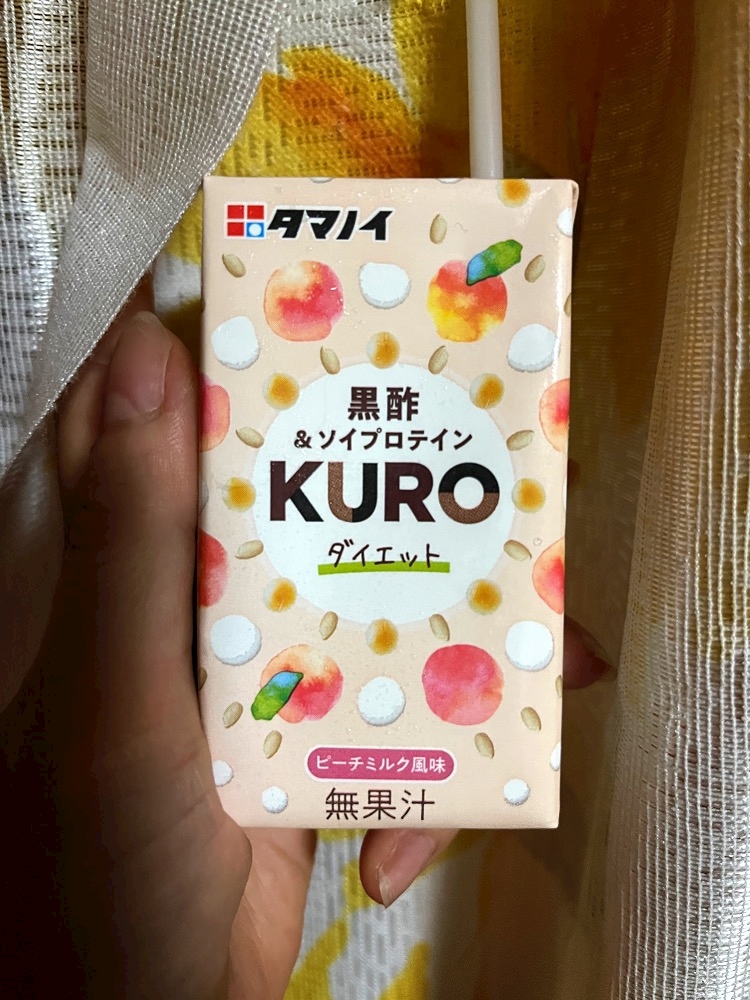 タマノイ
黒酢
&ソイプロテイン
KURO
ダイエット
ピーチミルク風味
無果汁